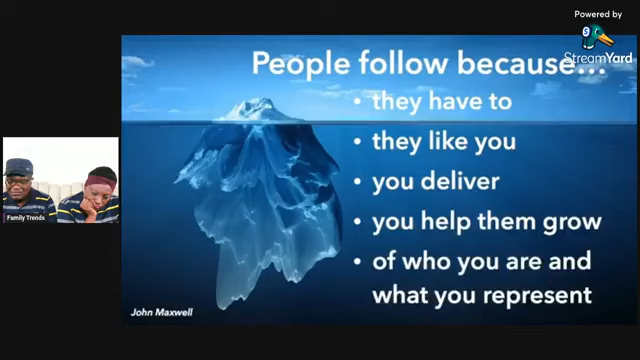 Powered by
StreamYard
People follow because...
• they have to
• they like you
• you deliver
• you help them grow
• of who you are and
what you represent
Family Trends
John Maxwell